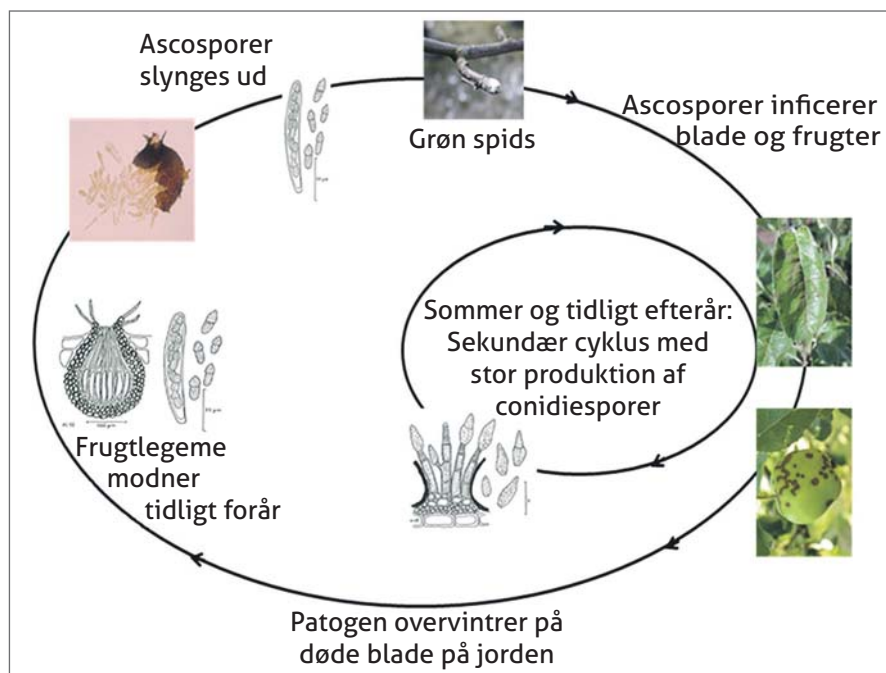 Ascosporer
slynges ud
Grøn spids
Ascosporer inficerer
blade og frugter
Sommer og tidligt efterår:
Sekundær cyklus med
stor produktion af
conidiesporer
Frugtlegeme
modner
tidligt forår
Patogen overvintrer på
døde blade på jorden